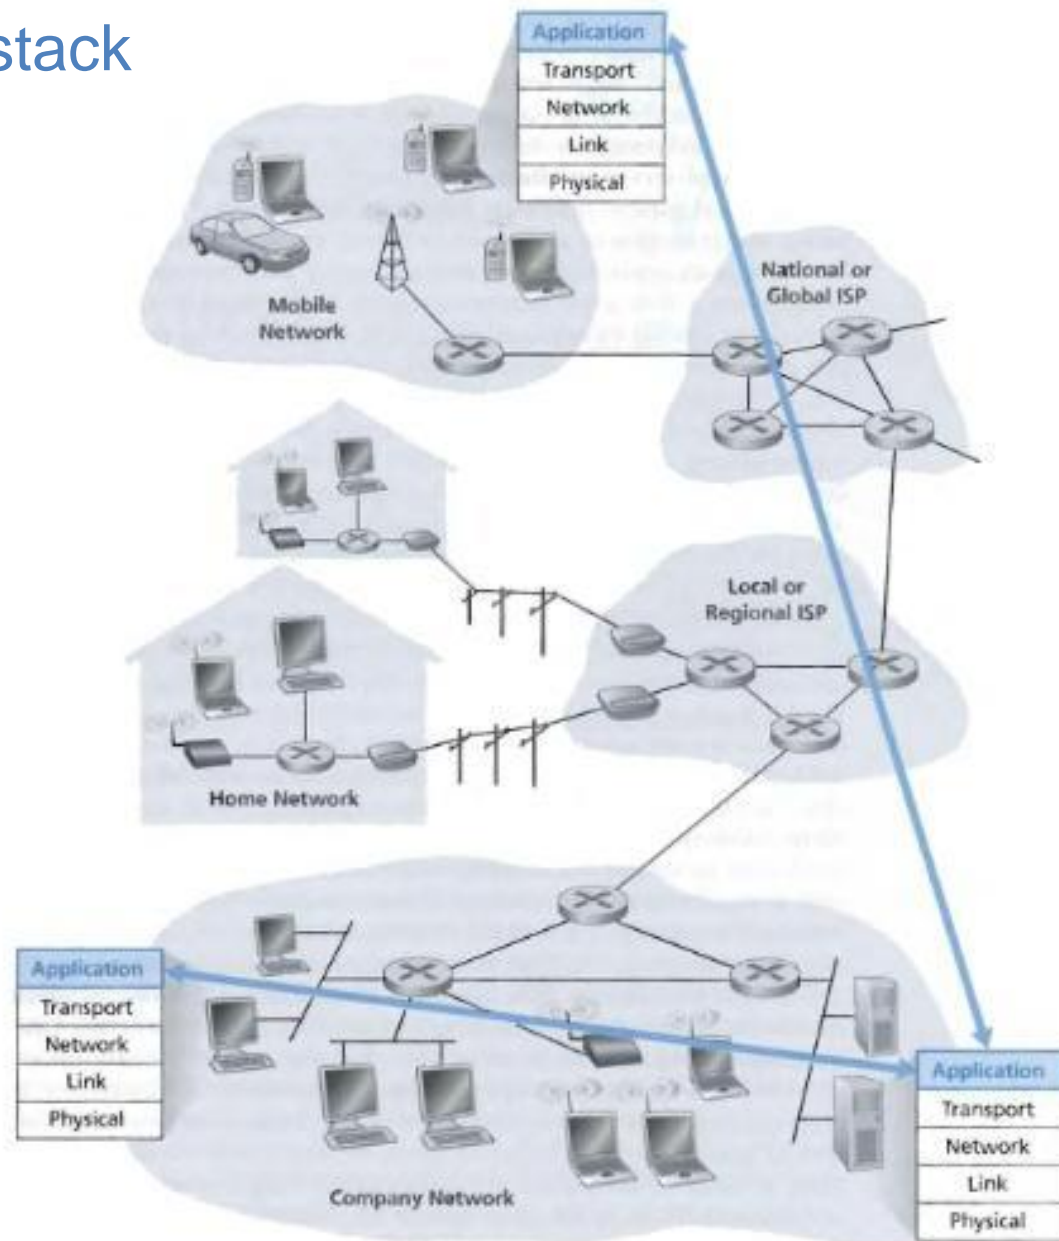 stack
Application
Transport
Network
Link
Physical
National or
Global ISP
Mobile
Network
Local or
Regional ISP
Home Network
Application
Transport
Network
Link
Physical
Application
Transport
Network
Link
Physical
Company Network